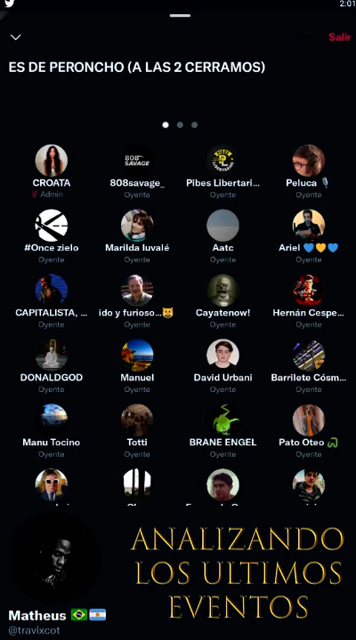 2:01
Salir
ES DE PERONCHO (A LAS 2 CERRAMOS)
CROATA 808savage_ Pibes Libertari... Peluca 🎙️
Admin Oyente Oyente Oyente
#Once zielo Marilda luvalé Aatc Ariel 💙💛💙
Oyente Oyente Oyente Oyente
CAPITALISTA, ... ido y furioso...😼 Cayatenow! Hernán Cespe...
Oyente Oyente Oyente Oyente
DONALDGOD Manuel David Urbani Barrilete Cósm...
Oyente Oyente Oyente Oyente
Manu Tocino Totti BRANE ENGEL Pato Oteo 🐍
Oyente Oyente Oyente Oyente
ANALIZANDO
LOS ULTIMOS
EVENTOS
Matheus 🇧🇷🇦🇷
@travixcot